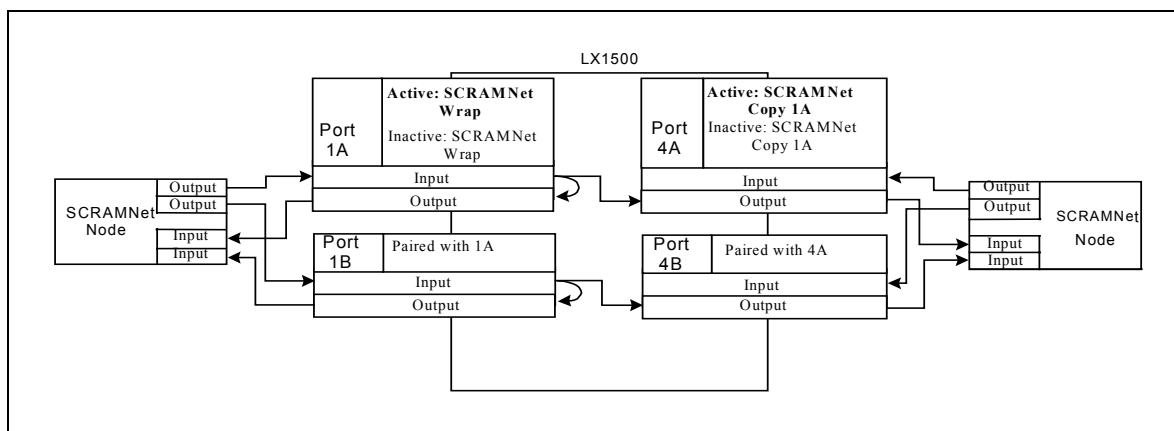 LX1500
Port
1A
Active: SCRAMNet
Wrap
Inactive: SCRAMNet
Wrap
Input
Output
Port
4A
Active: SCRAMNet
Copy 1A
Inactive: SCRAMNet
Copy 1A
Input
Output
SCRAMNet
Node
Output
Output
Input
Input
Port
1B
Paired with 1A
Input
Output
Port
4B
Paired with 4A
Input
Output
Output
Output
Input
Input
SCRAMNet
Node